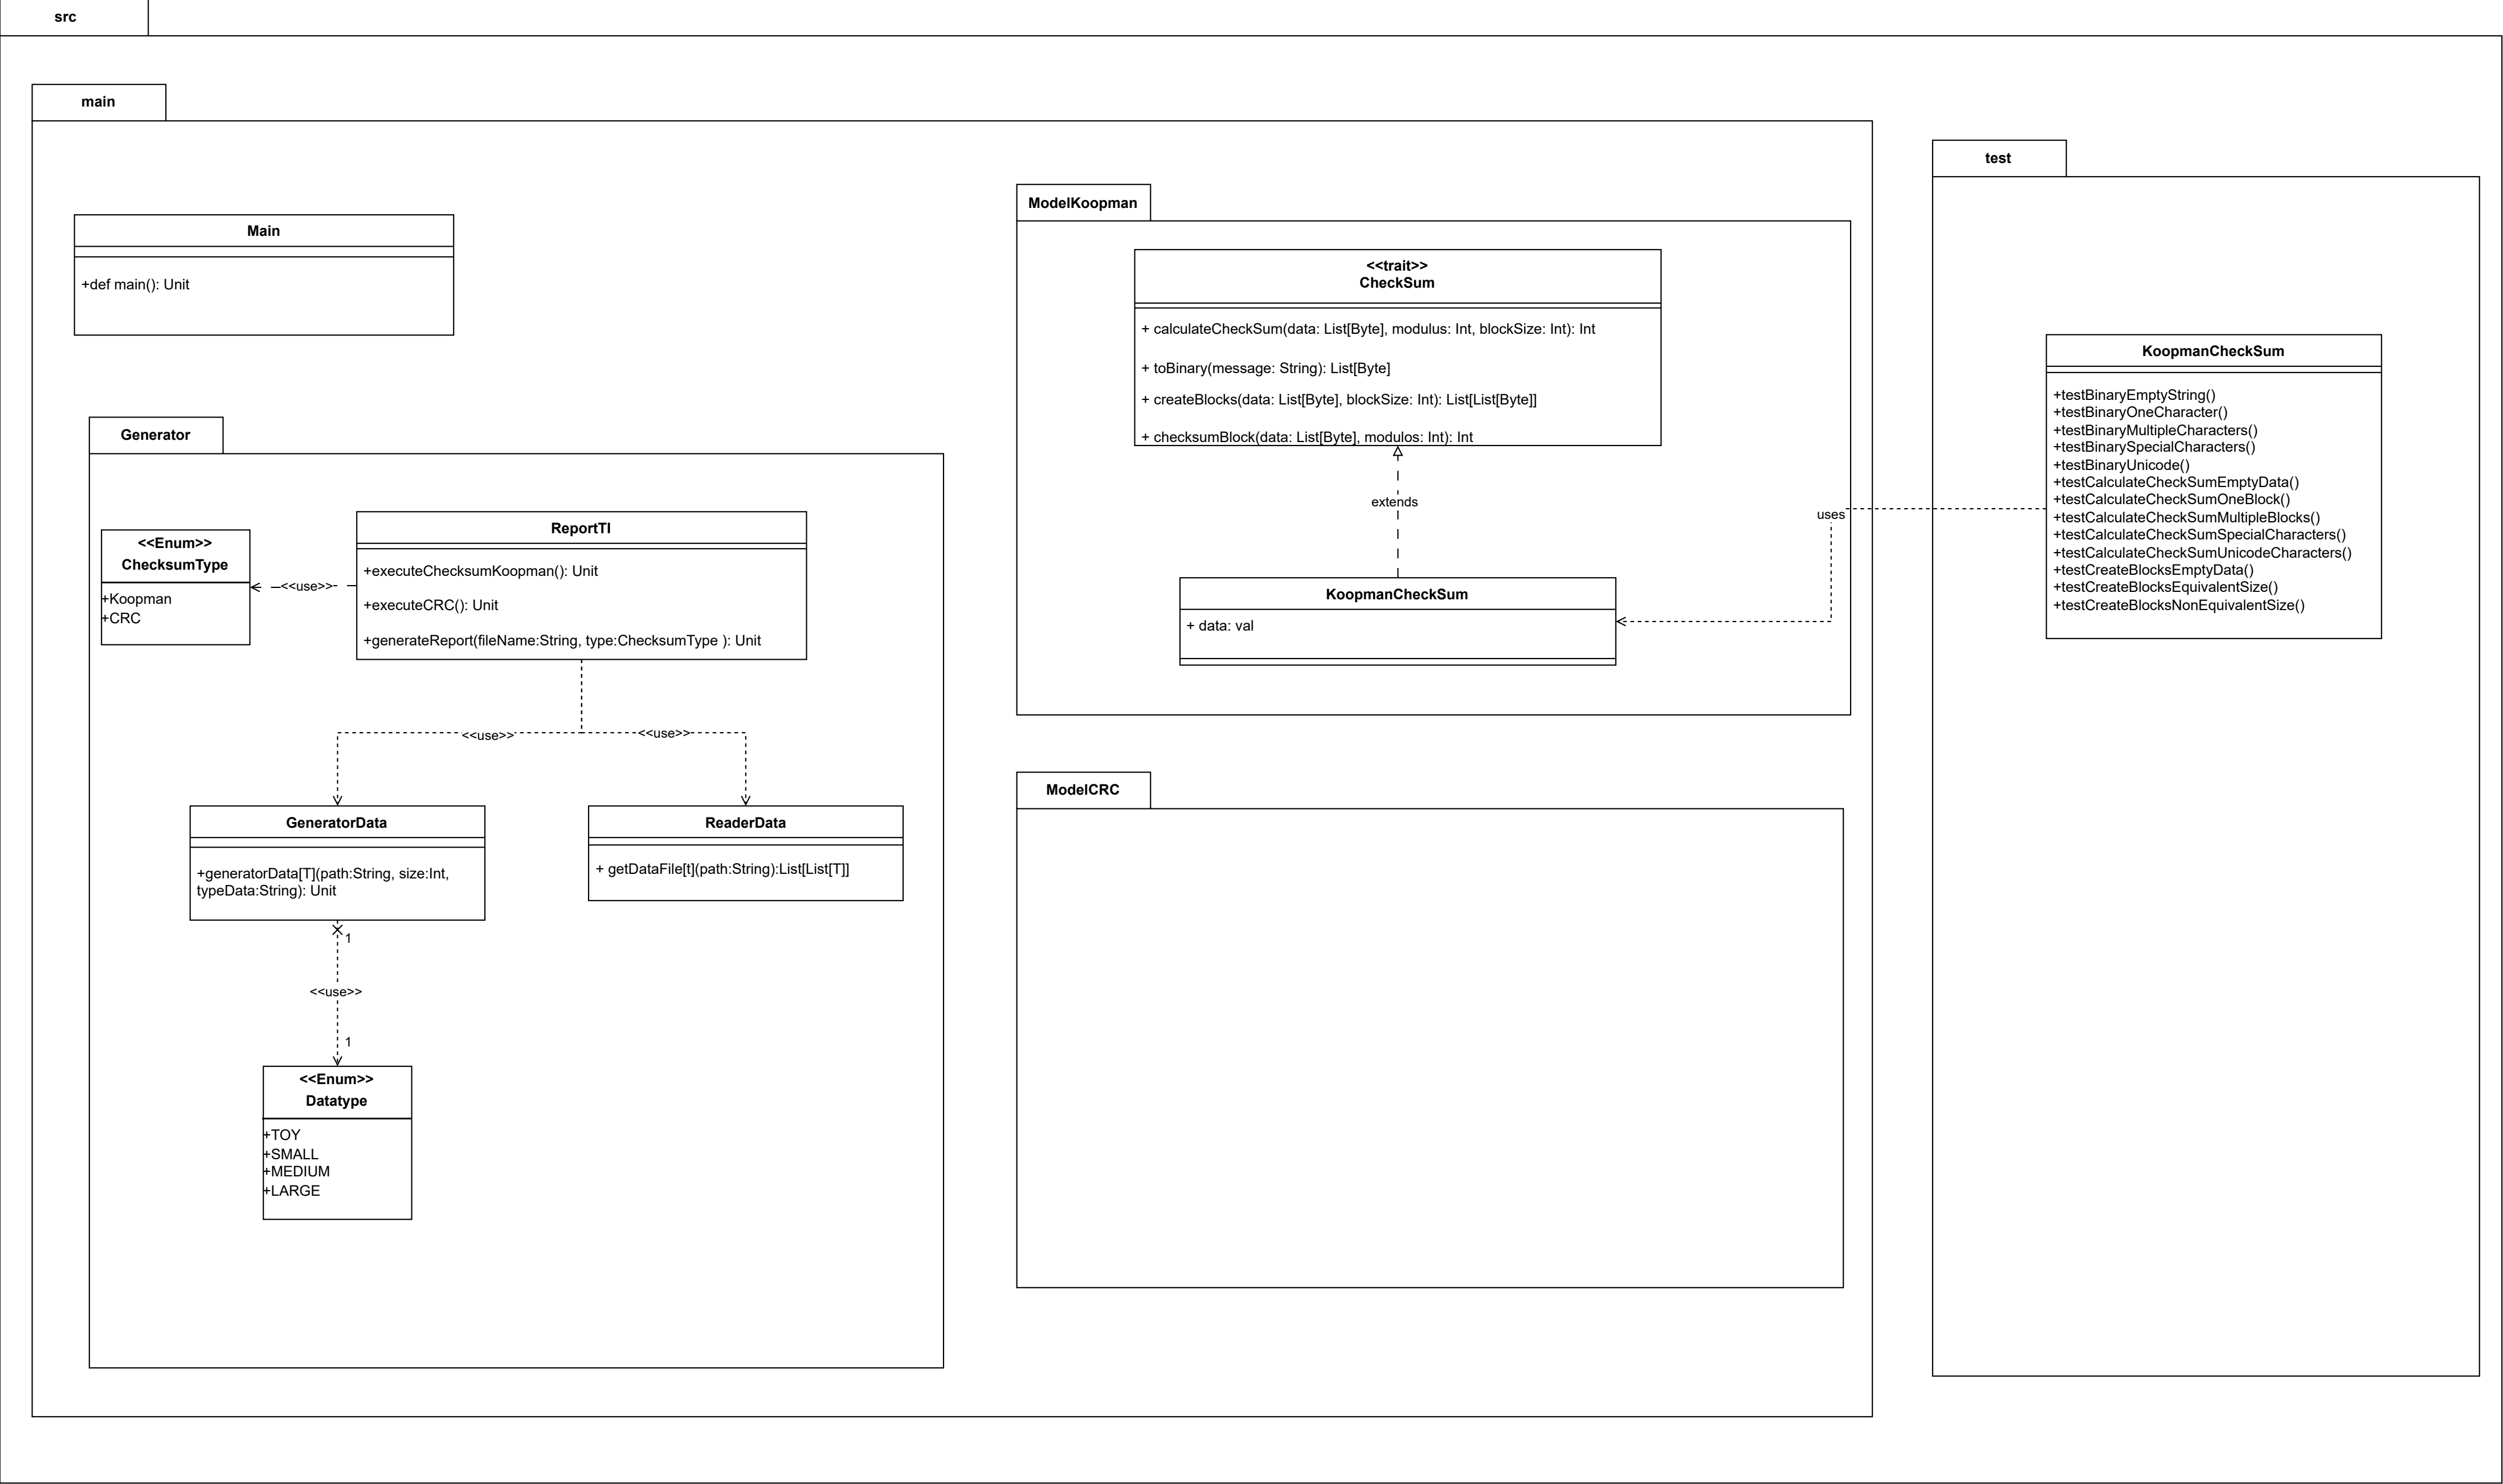 src
main
Main
+def main(): Unit
Generator
<<Enum>>
ChecksumType
+Koopman
+CRC
<<use>>
ReportTI
+executeChecksumKoopman(): Unit
+executeCRC(): Unit
+generateReport(fileName:String, type:ChecksumType ): Unit
<<use>>
<<use>>
GeneratorData
+generatorData[T](path:String, size:Int,
typeData:String): Unit
ReaderData
+ getDataFile[t](path:String):List[List[T]]
1
<<use>>
1
<<Enum>>
Datatype
+TOY
+SMALL
+MEDIUM
+LARGE
ModelKoopman
<<trait>>
CheckSum
+ calculateCheckSum(data: List[Byte], modulus: Int, blockSize: Int): Int
+ toBinary(message: String): List[Byte]
+ createBlocks(data: List[Byte], blockSize: Int): List[List[Byte]]
+ checksumBlock(data: List[Byte], modulos: Int): Int
extends
KoopmanCheckSum
+ data: val
uses
ModelCRC
test
KoopmanCheckSum
+testBinaryEmptyString()
+testBinaryOneCharacter()
+testBinaryMultipleCharacters()
+testBinarySpecialCharacters()
+testBinaryUnicode()
+testCalculateCheckSumEmptyData()
+testCalculateCheckSumOneBlock()
+testCalculateCheckSumMultipleBlocks()
+testCalculateCheckSumSpecialCharacters()
+testCalculateCheckSumUnicodeCharacters()
+testCreateBlocksEmptyData()
+testCreateBlocksEquivalentSize()
+testCreateBlocksNonEquivalentSize()